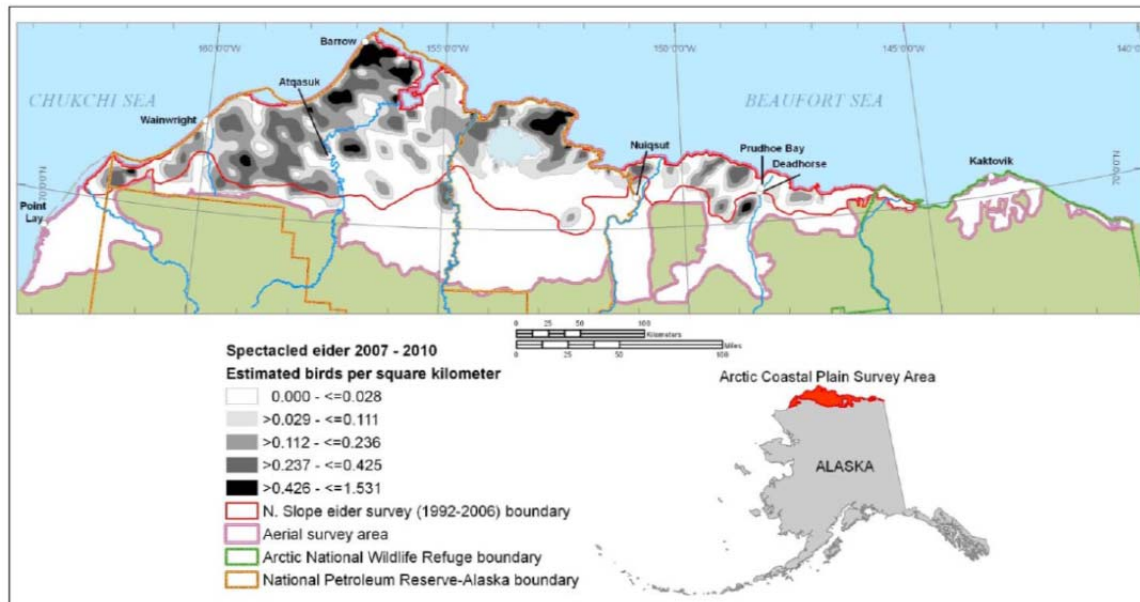 160°0'0"W
155°0'0"W
150°0'0"W
145°0'0"W
140°0'
Barrow
Atqasuk
CHUKCHI SEA
BEAUFORT SEA
Wainwright
Nuiqsut
Prudhoe Bay
Deadhorse
Kaktovik
Point
Lay
0 25 50 100
Kilometers
Miles
0 25 50 100
Spectacled eider 2007 - 2010
Estimated birds per square kilometer
0.000 - <=0.028
>0.029 - <=0.111
>0.112 - <=0.236
>0.237 - <=0.425
>0.426 - <=1.531
N. Slope eider survey (1992-2006) boundary
Aerial survey area
Arctic National Wildlife Refuge boundary
National Petroleum Reserve-Alaska boundary
Arctic Coastal Plain Survey Area
ALASKA